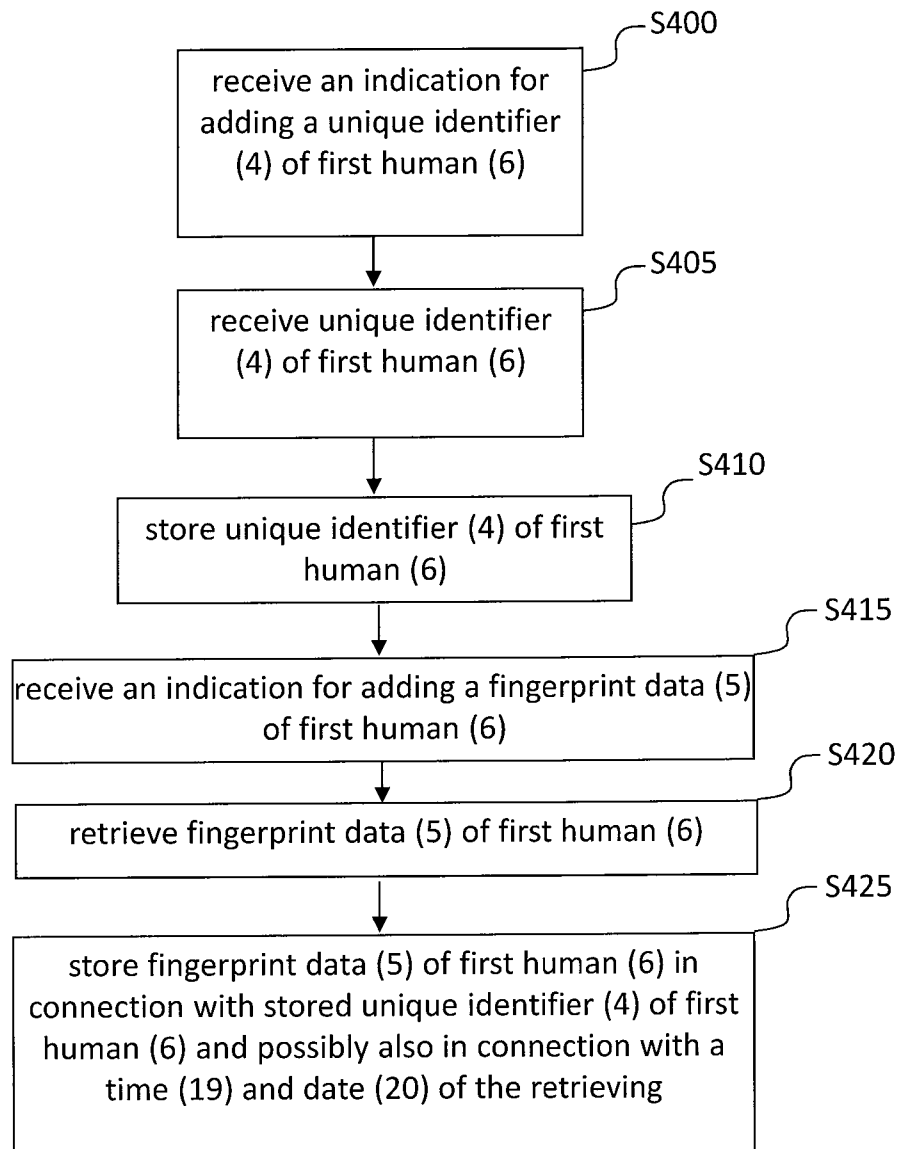 S400
receive an indication for
adding a unique identifier
(4) of first human (6)
S405
receive unique identifier
(4) of first human (6)
S410
store unique identifier (4) of first
human (6)
S415
receive an indication for adding a fingerprint data (5)
of first human (6)
S420
retrieve fingerprint data (5) of first human (6)
S425
store fingerprint data (5) of first human (6) in
connection with stored unique identifier (4) of first
human (6) and possibly also in connection with a
time (19) and date (20) of the retrieving